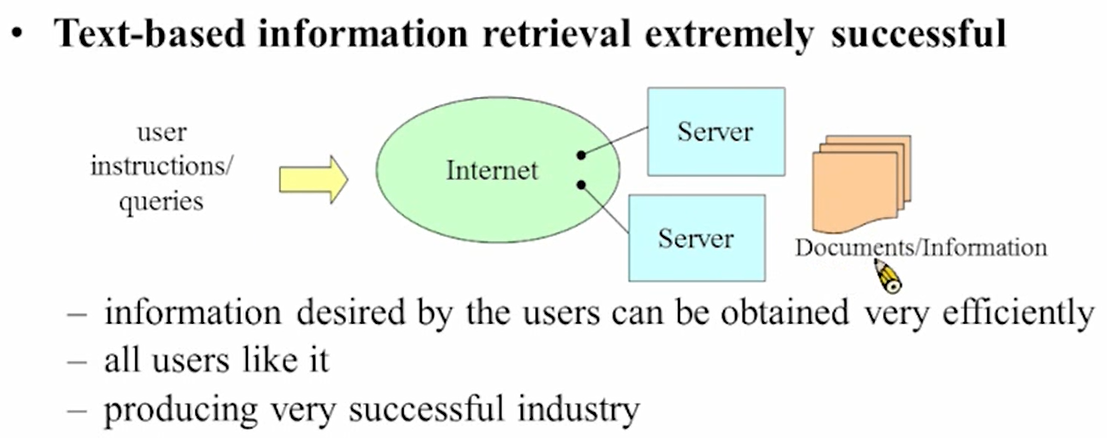 • Text-based information retrieval extremely successful
user
instructions/
queries
Internet
Server
Server
Documents/Information
– information desired by the users can be obtained very efficiently
– all users like it
– producing very successful industry